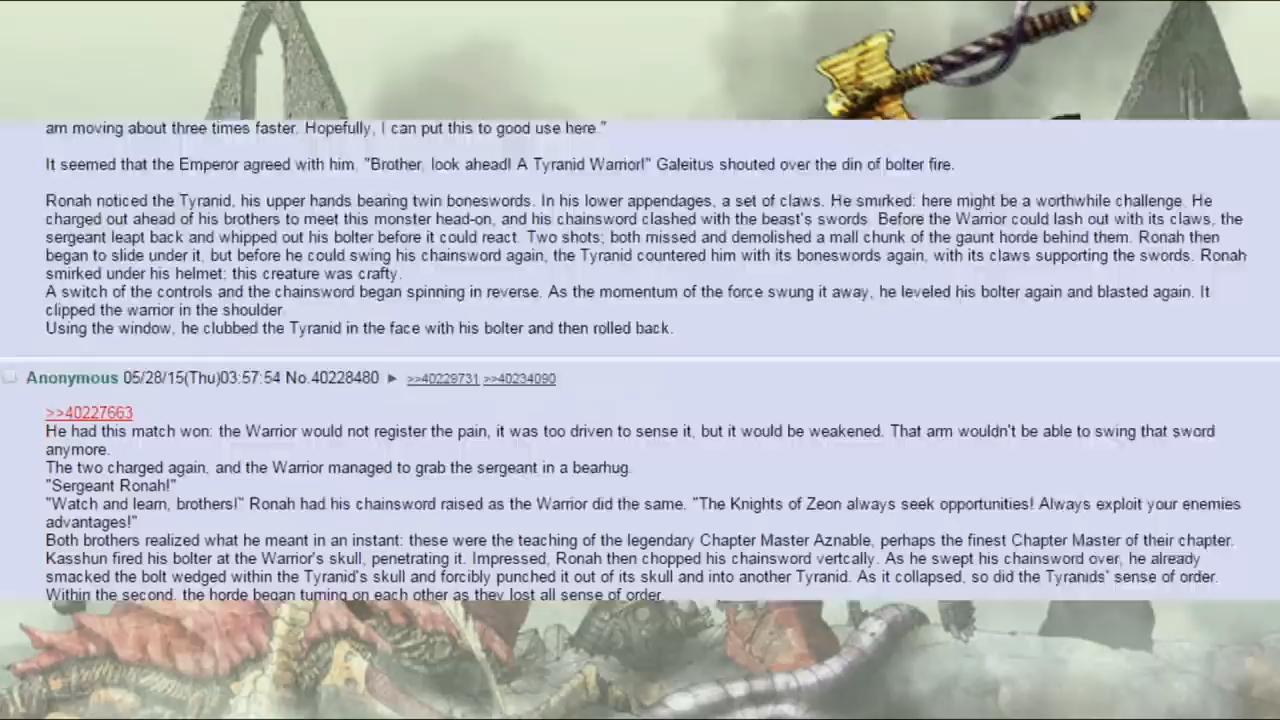 am moving about three times faster. Hopefully, I can put this to good use here."
It seemed that the Emperor agreed with him. "Brother, look ahead! A Tyranid Warrior!" Galeitus shouted over the din of bolter fire.
Ronah noticed the Tyranid, his upper hands bearing twin boneswords. In his lower appendages, a set of claws. He smirked: here might be a worthwhile challenge. He
charged out ahead of his brothers to meet this monster head-on, and his chainsword clashed with the beast's swords. Before the Warrior could lash out with its claws, the
sergeant leapt back and whipped out his bolter before it could react. Two shots; both missed and demolished a mall chunk of the gaunt horde behind them. Ronah then
began to slide under it, but before he could swing his chainsword again, the Tyranid countered him with its boneswords again, with its claws supporting the swords. Ronah
smirked under his helmet; this creature was crafty.
A switch of the controls and the chainsword began spinning in reverse. As the momentum of the force swung it away, he leveled his bolter again and blasted again. It
clipped the warrior in the shoulder
Using the window, he clubbed the Tyranid in the face with his bolter and then rolled back.
Anonymous 05/28/15(Thu)03:57:54 No.40228480 ▶ >>40229731 >>40234090
>>40227663
He had this match won: the Warrior would not register the pain, it was too driven to sense it, but it would be weakened. That arm wouldn't be able to swing that sword
anymore.
The two charged again, and the Warrior managed to grab the sergeant in a bearhug.
"Sergeant Ronah!"
"Watch and learn, brothers!" Ronah had his chainsword raised as the Warrior did the same. "The Knights of Zeon always seek opportunities! Always exploit your enemies
advantages!"
Both brothers realized what he meant in an instant: these were the teaching of the legendary Chapter Master Aznable, perhaps the finest Chapter Master of their chapter.
Kasshun fired his bolter at the Warrior's skull, penetrating it. Impressed, Ronah then chopped his chainsword vertcally. As he swept his chainsword over, he already
smacked the bolt wedged within the Tyranid's skull and forcibly punched it out of its skull and into another Tyranid. As it collapsed, so did the Tyranids' sense of order.
Within the second, the horde began turning on each other as they lost all sense of order.